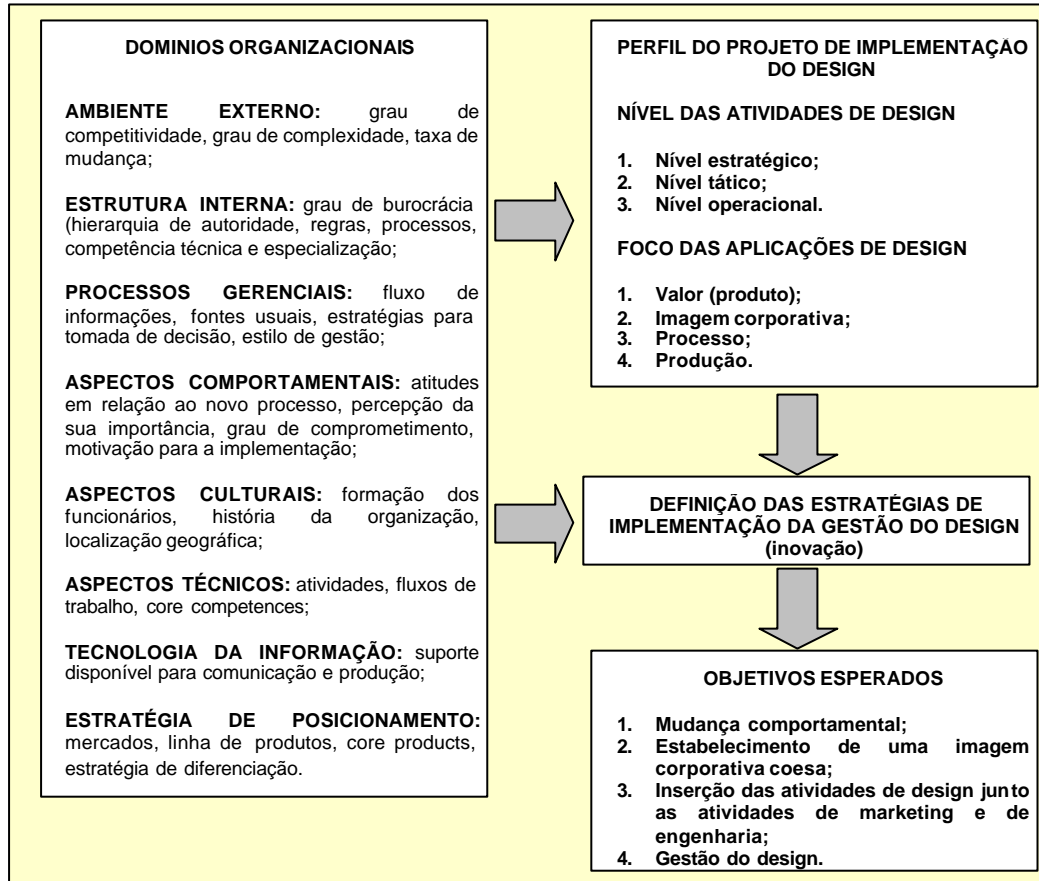 DOMINIOS ORGANIZACIONAIS
AMBIENTE EXTERNO: grau de
competitividade, grau de complexidade, taxa de
mudança;
ESTRUTURA INTERNA: grau de burocrácia
(hierarquia de autoridade, regras, processos,
competência técnica e especialização;
PROCESSOS GERENCIAIS: fluxo de
informações, fontes usuais, estratégias para
tomada de decisão, estilo de gestão;
ASPECTOS COMPORTAMENTAIS: atitudes
em relação ao novo processo, percepção da
sua importância, grau de comprometimento,
motivação para a implementação;
ASPECTOS CULTURAIS: formação dos
funcionários, história da organização,
localização geográfica;
ASPECTOS TÉCNICOS: atividades, fluxos de
trabalho, core competences;
TECNOLOGIA DA INFORMAÇÃO: suporte
disponível para comunicação e produção;
ESTRATÉGIA DE POSICIONAMENTO:
mercados, linha de produtos, core products,
estratégia de diferenciação.
PERFIL DO PROJETO DE IMPLEMENTAÇÃO
DO DESIGN
NÍVEL DAS ATIVIDADES DE DESIGN
1. Nível estratégico;
2. Nível tático;
3. Nível operacional.
FOCO DAS APLICAÇÕES DE DESIGN
1. Valor (produto);
2. Imagem corporativa;
3. Processo;
4. Produção.
DEFINIÇÃO DAS ESTRATÉGIAS DE
IMPLEMENTAÇÃO DA GESTÃO DO DESIGN
(inovação)
OBJETIVOS ESPERADOS
1. Mudança comportamental;
2. Estabelecimento de uma imagem
corporativa coesa;
3. Inserção das atividades de design junto
as atividades de marketing e de
engenharia;
4. Gestão do design.